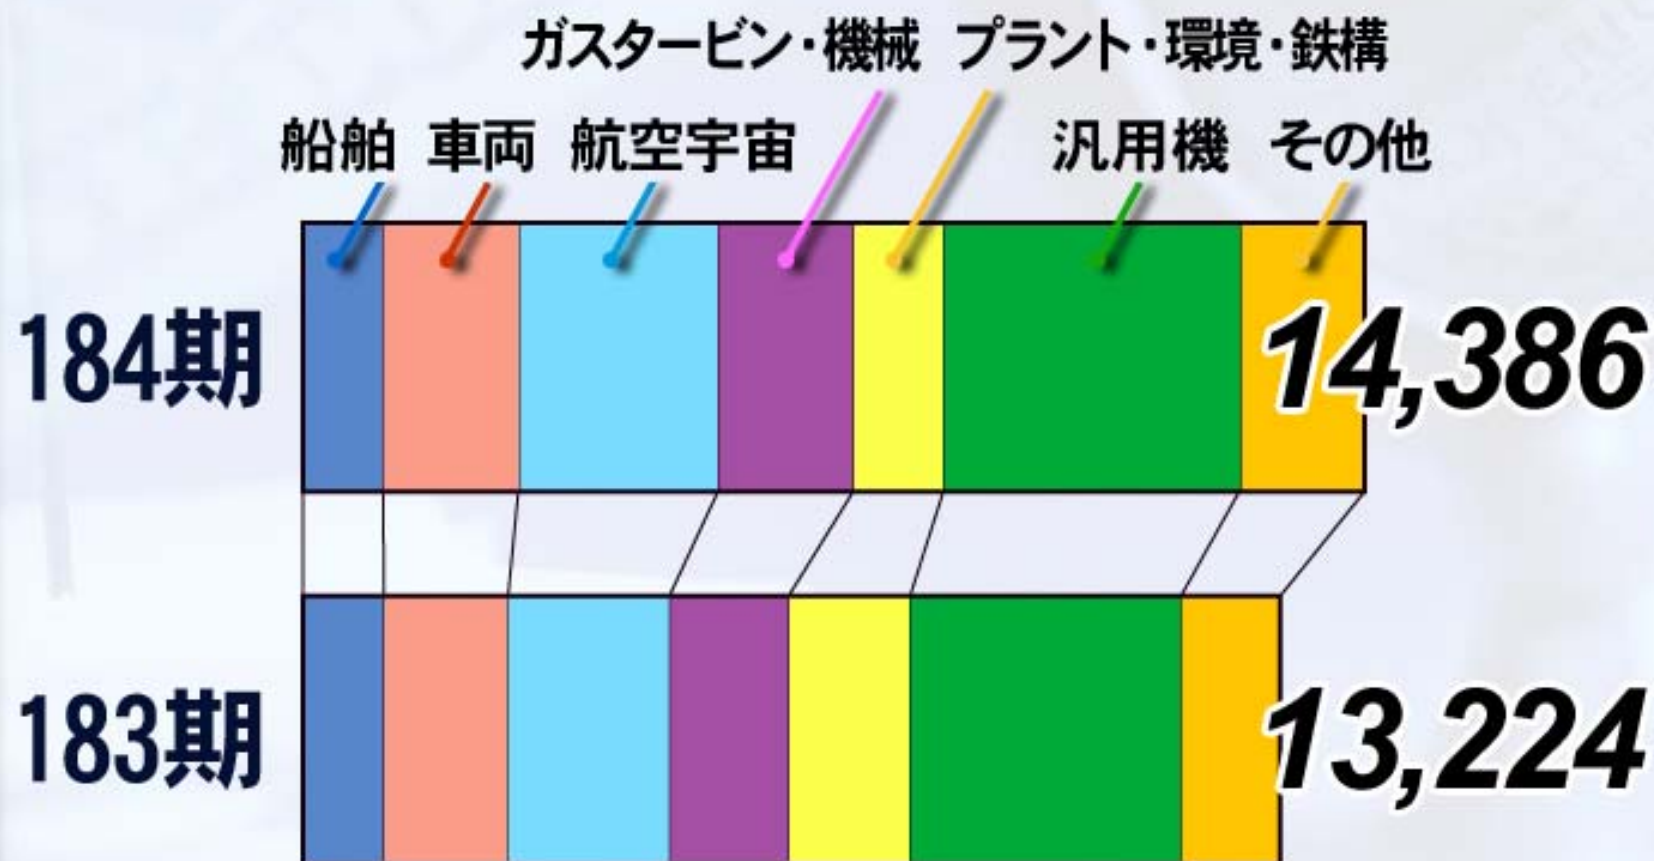 ガスタービン・機械 プラント・環境・鉄構
船舶 車両 航空宇宙 汎用機 その他
184期 14,386
183期 13,224